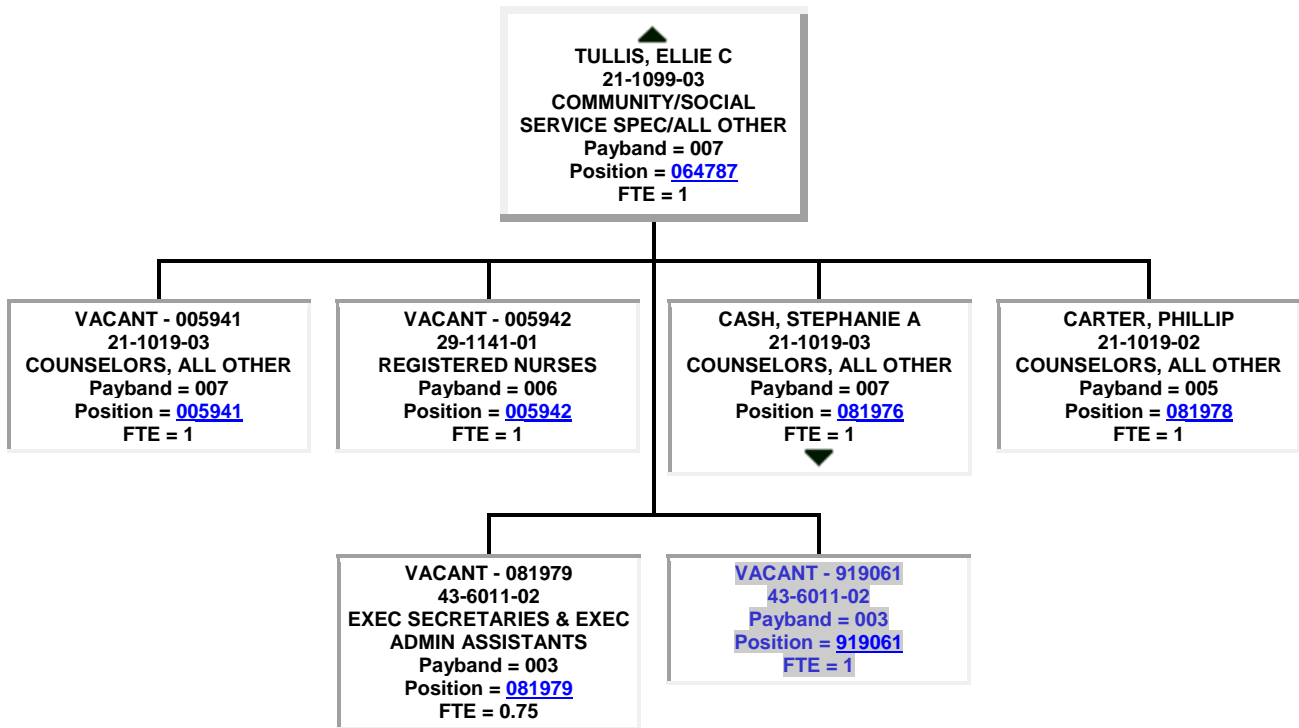 TULLIS, ELLIE C
21-1099-03
COMMUNITY/SOCIAL
SERVICE SPEC/ALL OTHER
Payband = 007
Position = 064787
FTE = 1
VACANT - 005941
21-1019-03
COUNSELORS, ALL OTHER
Payband = 007
Position = 005941
FTE = 1
VACANT - 005942
29-1141-01
REGISTERED NURSES
Payband = 006
Position = 005942
FTE = 1
CASH, STEPHANIE A
21-1019-03
COUNSELORS, ALL OTHER
Payband = 007
Position = 081976
FTE = 1
CARTER, PHILLIP
21-1019-02
COUNSELORS, ALL OTHER
Payband = 005
Position = 081978
FTE = 1
VACANT - 081979
43-6011-02
EXEC SECRETARIES & EXEC
ADMIN ASSISTANTS
Payband = 003
Position = 081979
FTE = 0.75
VACANT - 919061
43-6011-02
Payband = 003
Position = 919061
FTE = 1